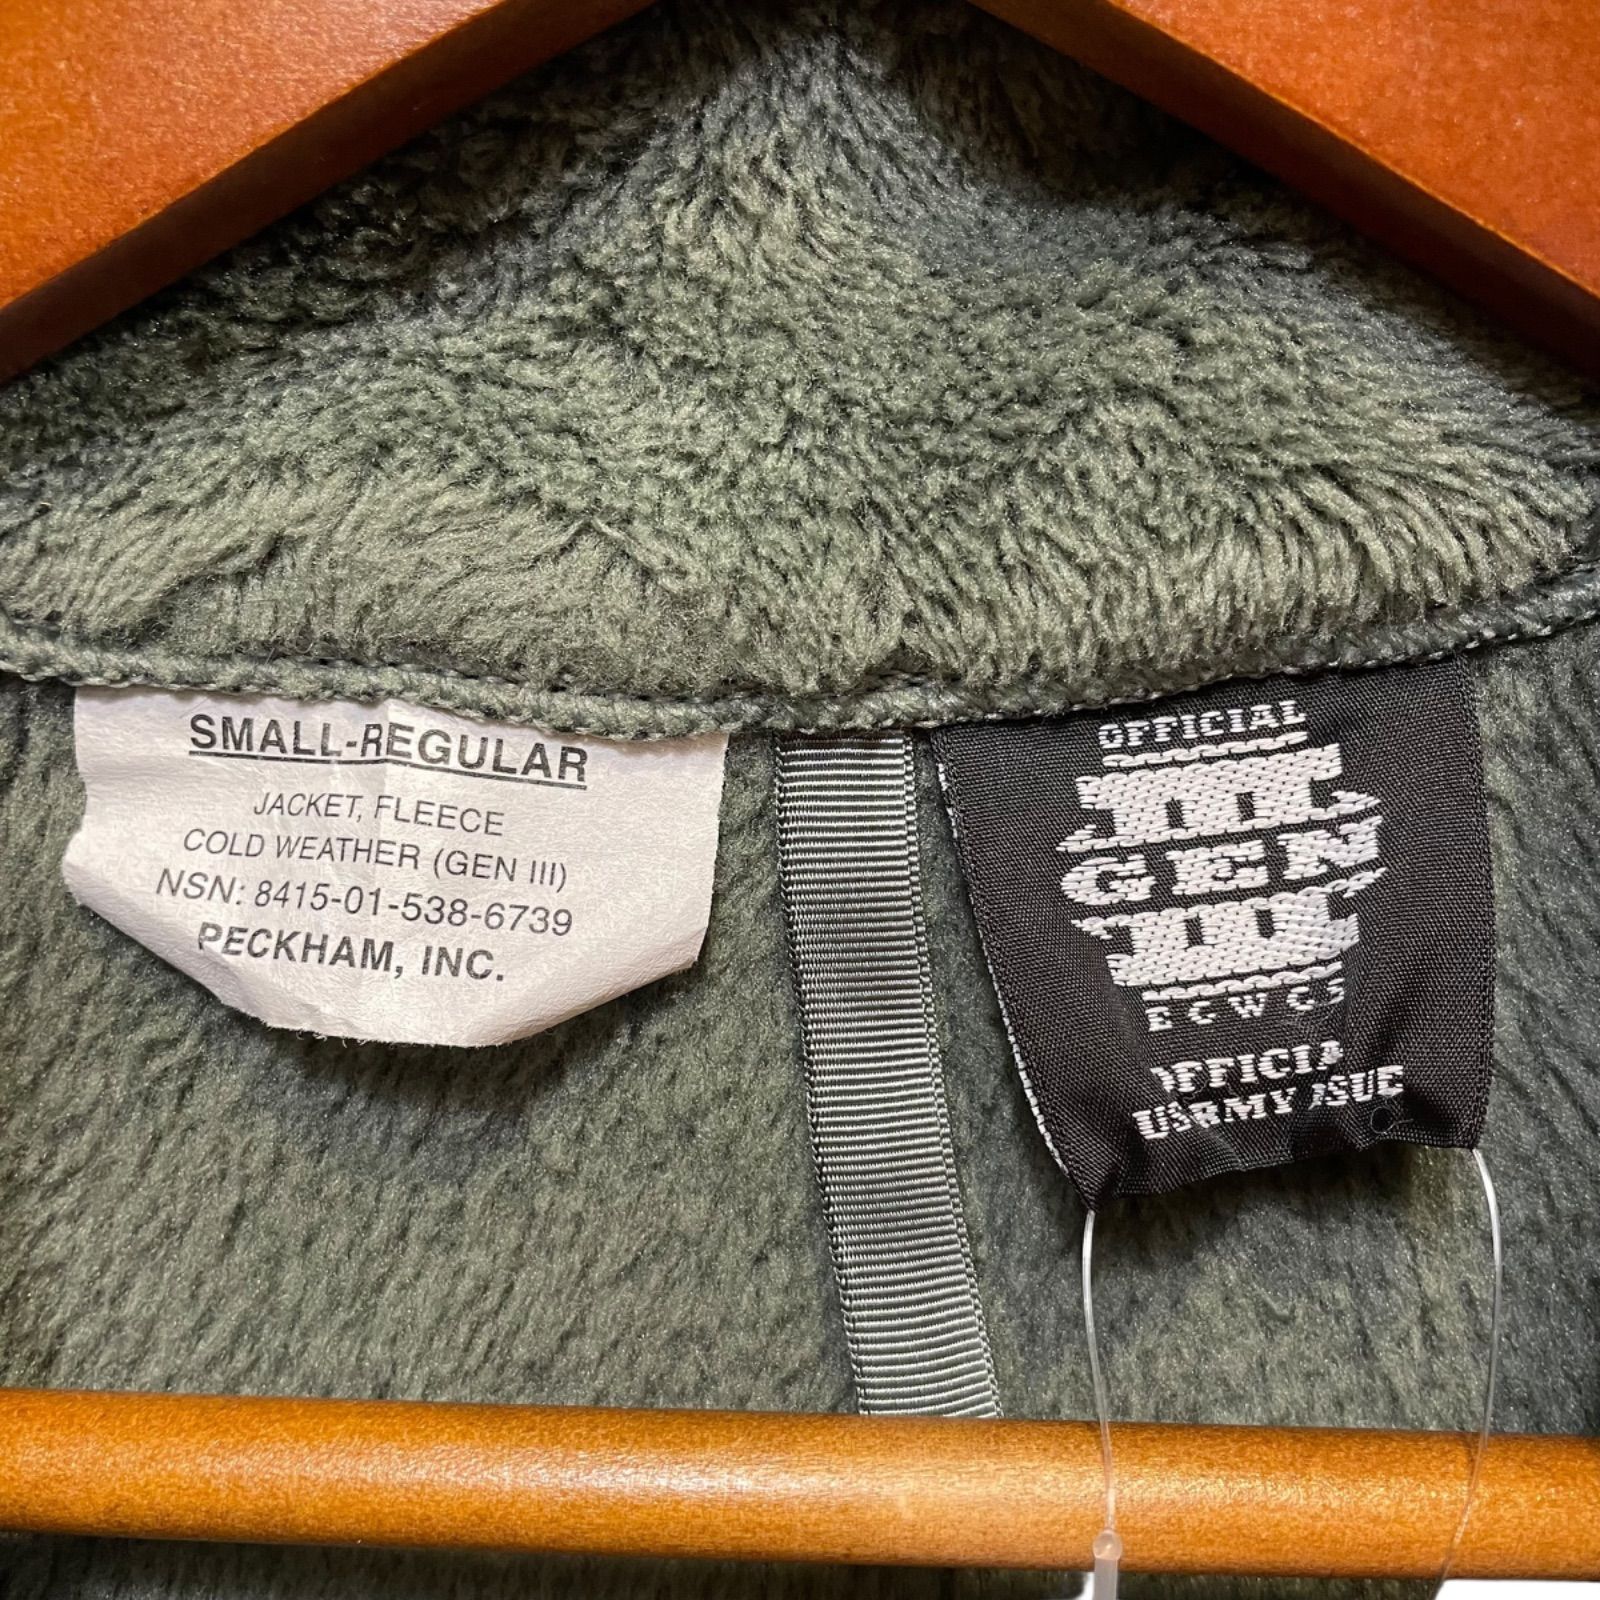 SMALL-REGULAR
JACKET, FLEECE
COLD WEATHER (GEN III)
NSN: 8415-01-538-6739
PECKHAM, INC.
OFFICIAL
III
GEN
III
ECWCS